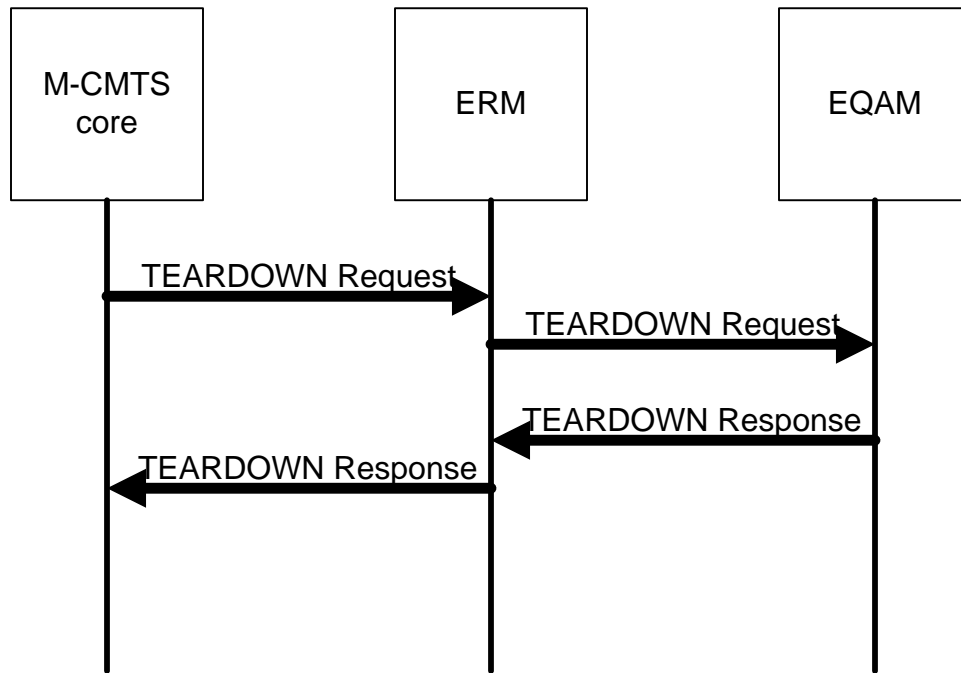 M-CMTS
core
ERM
EQAM
TEARDOWN Request
TEARDOWN Request
TEARDOWN Response
TEARDOWN Response